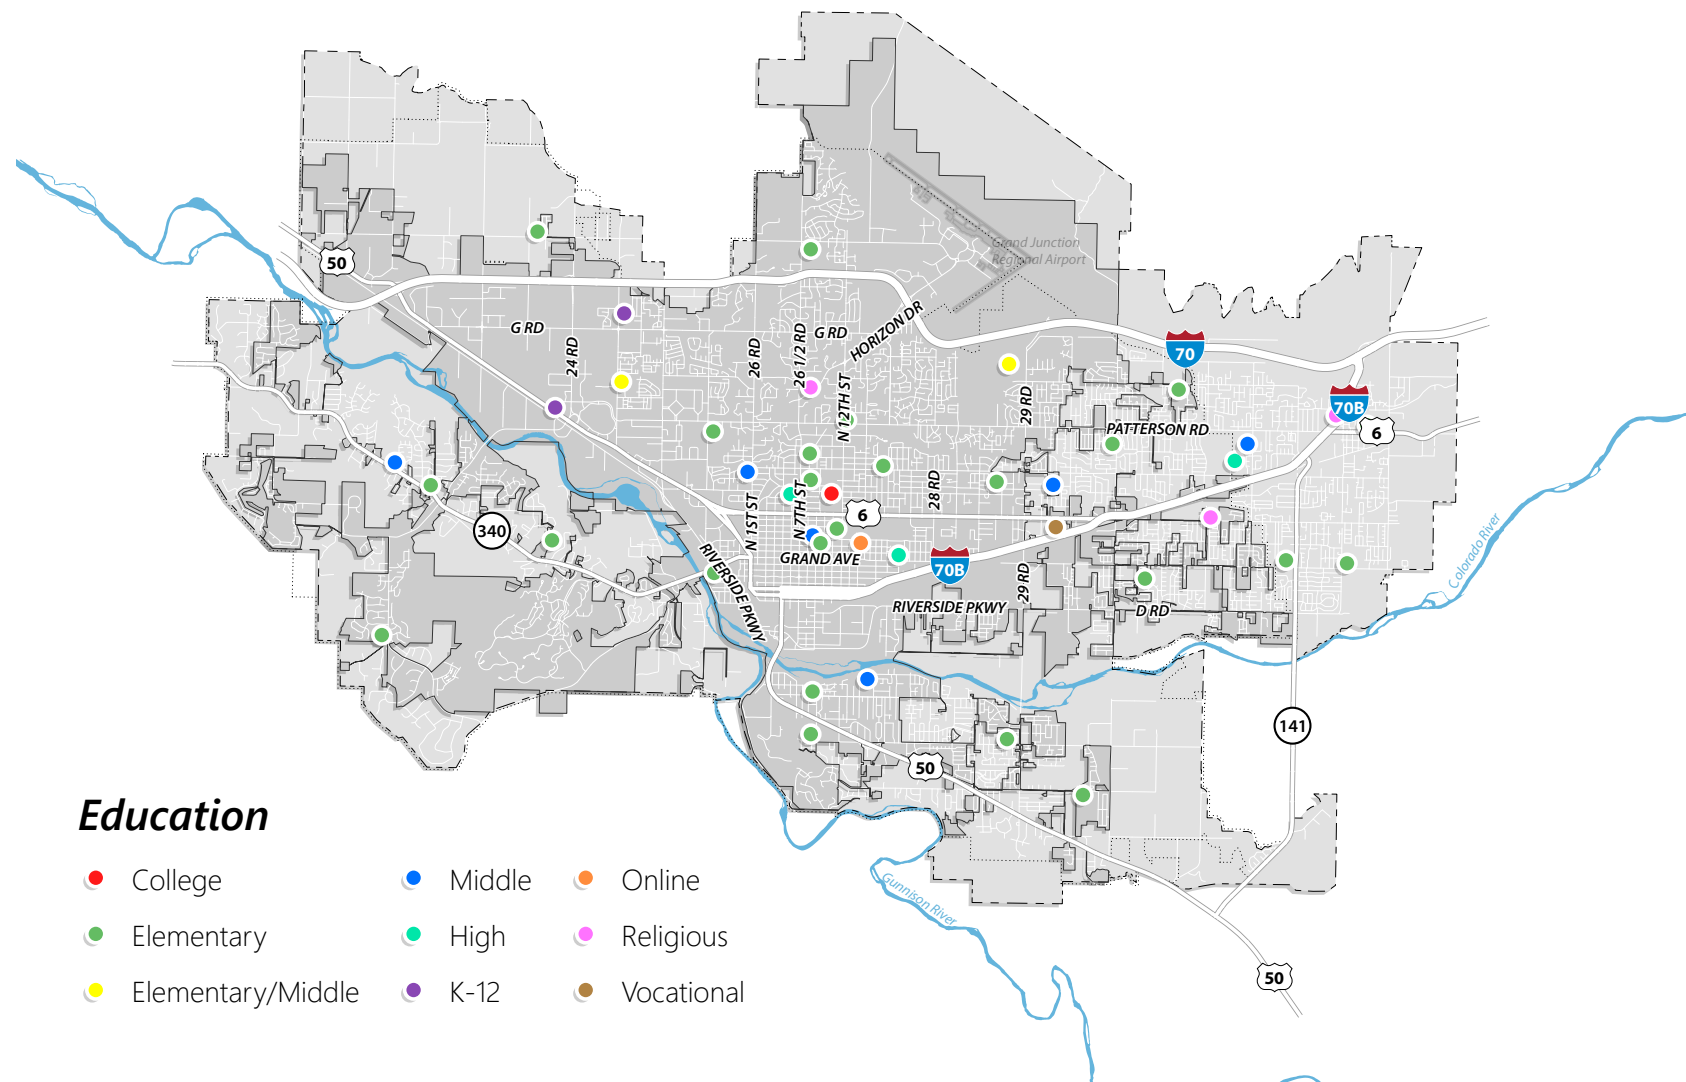 Grand Junction
Regional Airport
50
G RD
G RD
HORIZON DR
24 RD
26 RD
26 1/2 RD
N 12TH ST
29 RD
70
70B
6
PATTERSON RD
28 RD
N 1ST ST
N 7TH ST
6
340
GRAND AVE
70B
RIVERSIDE PKWY
RIVERSIDE PKWY
29 RD
D RD
Colorado River
141
50
Gunnison River
50
Education
College
Middle
Online
Elementary
High
Religious
Elementary/Middle
K-12
Vocational